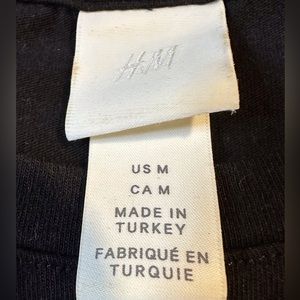 H&M
US M
CA M
MADE IN
TURKEY
FABRIQUÉ EN
TURQUIE